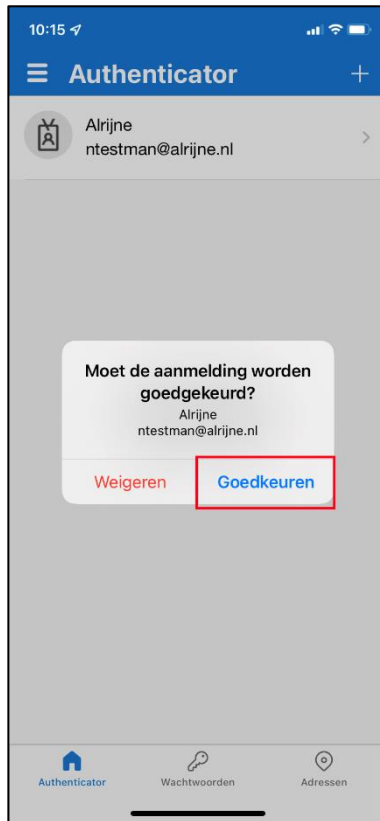 10:15
Authenticator
Alrijne
ntestman@alrijne.nl
Moet de aanmelding worden
goedgekeurd?
Alrijne
ntestman@alrijne.nl
Weigeren Goedkeuren
Authenticator Wachtwoorden Adressen